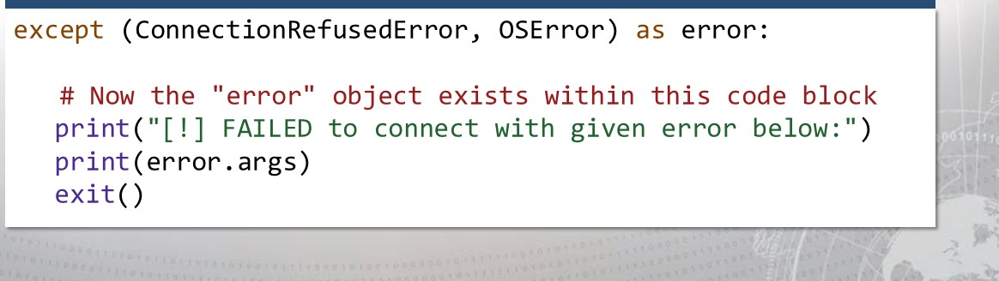 except (ConnectionRefusedError, OSError) as error:
# Now the "error" object exists within this code block
print("[!] FAILED to connect with given error below:")
print(error.args)
exit()